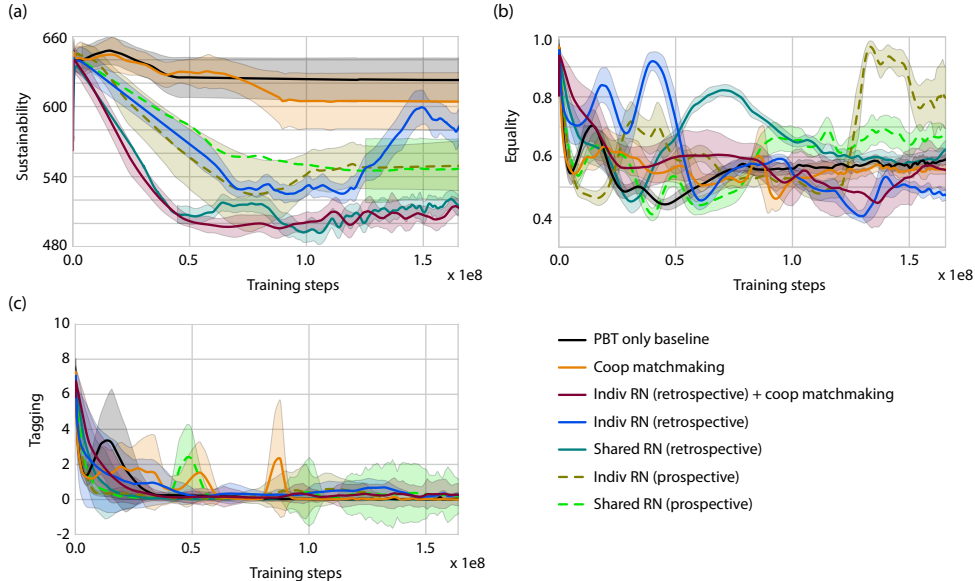 (a)
660
600
540
480
Sustainability
0.0
0.5
1.0
1.5
x 1e8
Training steps
(b)
1.0
0.8
0.6
0.4
Equality
0.0
0.5
1.0
1.5
x 1e8
Training steps
(c)
10
8
6
4
2
0
-2
Tagging
0.0
0.5
1.0
1.5
x 1e8
Training steps
PBT only baseline
Coop matchmaking
Indiv RN (retrospective) + coop matchmaking
Indiv RN (retrospective)
Shared RN (retrospective)
Indiv RN (prospective)
Shared RN (prospective)